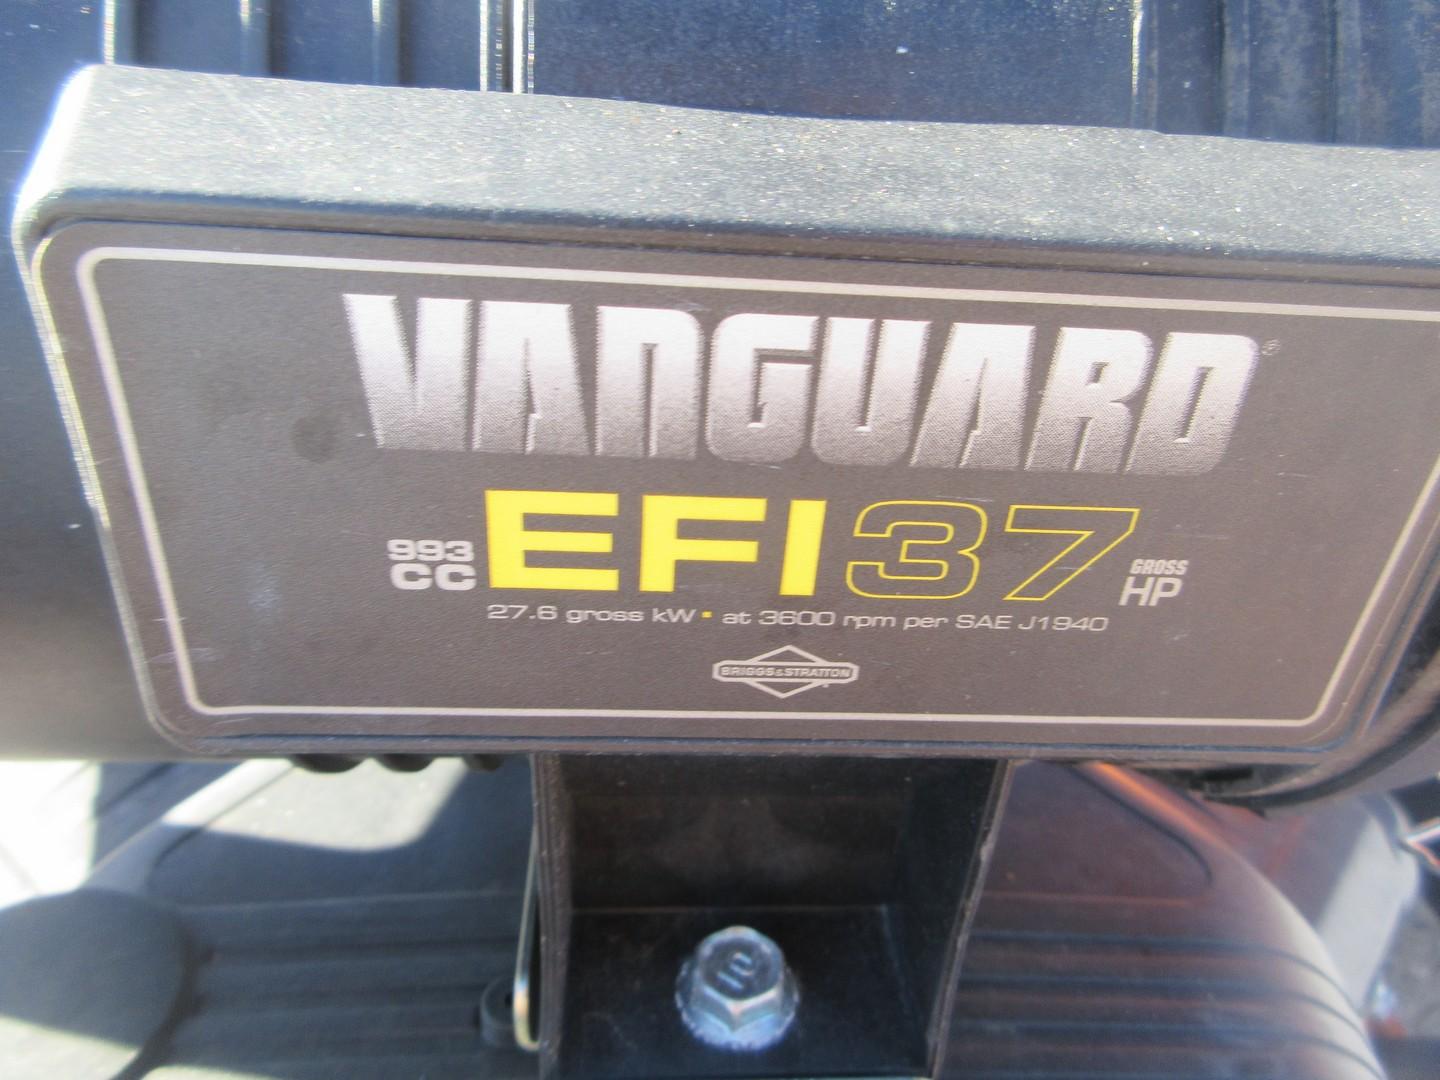 VANGUARD®
993 CC EFI 37 GROSS HP
27.6 gross kW ▪ at 3600 rpm per SAE J1940
BRIGGS&STRATTON